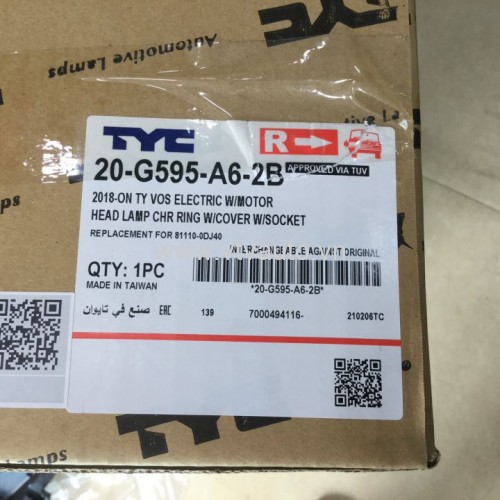 TYC
Automotive Lamps
TYC
R
20-G595-A6-2B
APPROVED VIA TUV
2018-ON TY VOS ELECTRIC W/MOTOR
HEAD LAMP CHR RING W/COVER W/SOCKET
REPLACEMENT FOR 81110-0DJ40
INTERCHANGEABLE AGAINST ORIGINAL
QTY: 1PC
MADE IN TAIWAN
*20-G595-A6-2B*
صنع في تايوان
EAC
139
7000494116-
210206TC